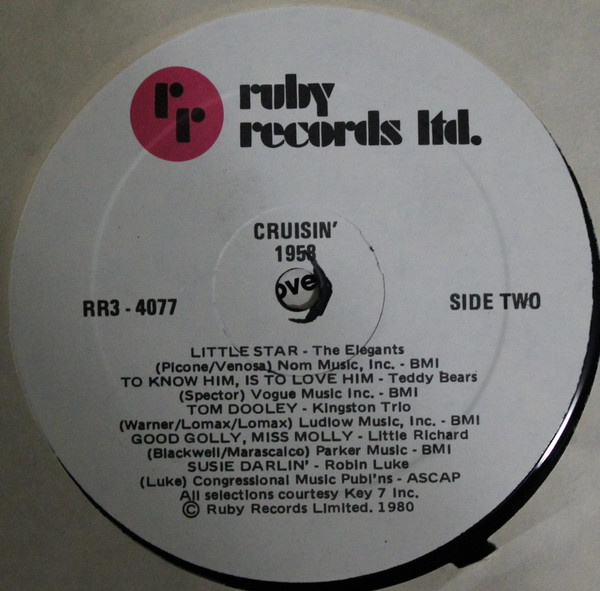 rr
ruby
records ltd.
CRUISIN'
1958
ove
RR3 - 4077
SIDE TWO
LITTLE STAR - The Elegants
(Picone/Venosa) Nom Music, Inc. - BMI
TO KNOW HIM, IS TO LOVE HIM - Teddy Bears
(Spector) Vogue Music Inc. - BMI
TOM DOOLEY - Kingston Trio
(Warner/Lomax/Lomax) Ludlow Music, Inc. - BMI
GOOD GOLLY, MISS MOLLY - Little Richard
(Blackwell/Marascalco) Parker Music - BMI
SUSIE DARLIN' - Robin Luke
(Luke) Congressional Music Publ'ns - ASCAP
All selections courtesy Key 7 Inc.
© Ruby Records Limited. 1980